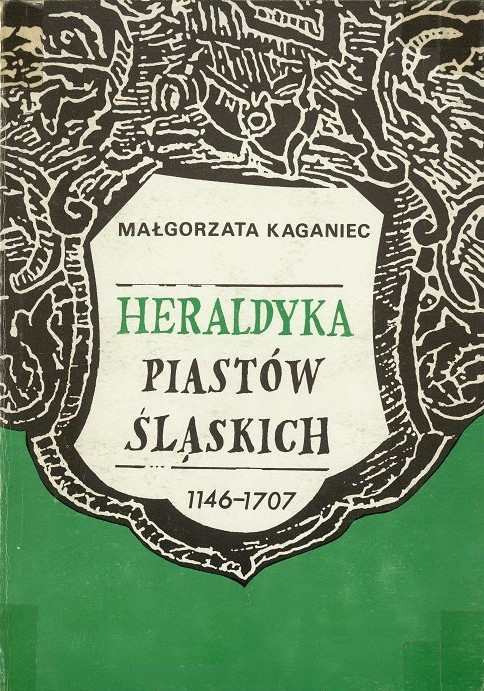 MAŁGORZATA KAGANIEC
HERALDYKA
PIASTÓW
ŚLĄSKICH
1146–1707